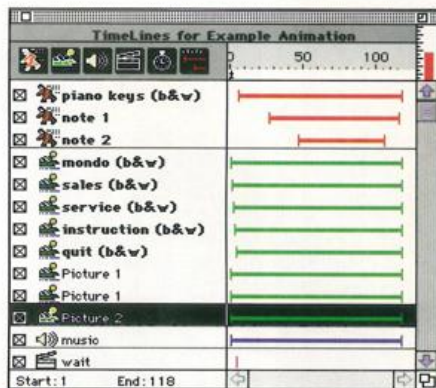 TimeLines for Example Animation
0 50 100
piano keys (b&w)
note 1
note 2
mondo (b&w)
sales (b&w)
service (b&w)
instruction (b&w)
quit (b&w)
Picture 1
Picture 1
Picture 2
music
wait
Start:1 End:118